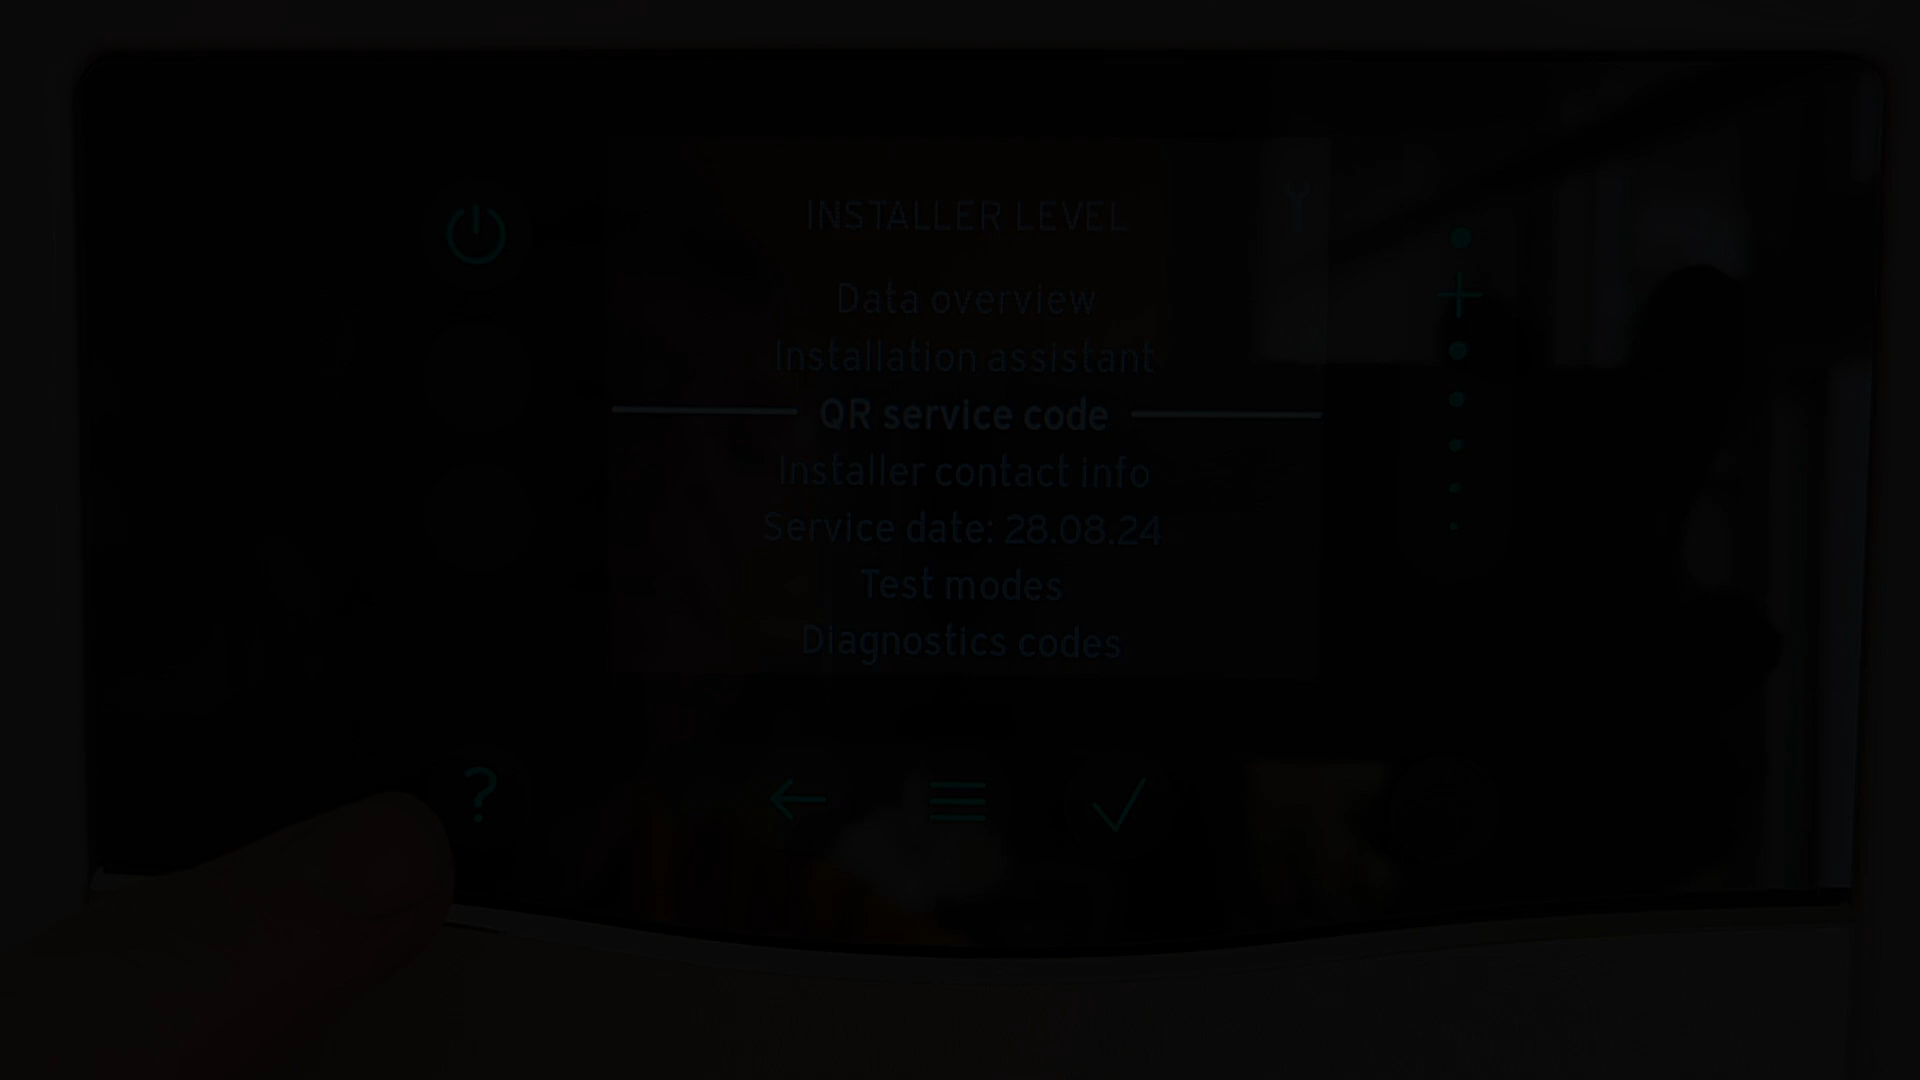 INSTALLER LEVEL
Data overview
Installation assistant
QR service code
Installer contact info
Service date: 28.08.24
Test modes
Diagnostics codes
?